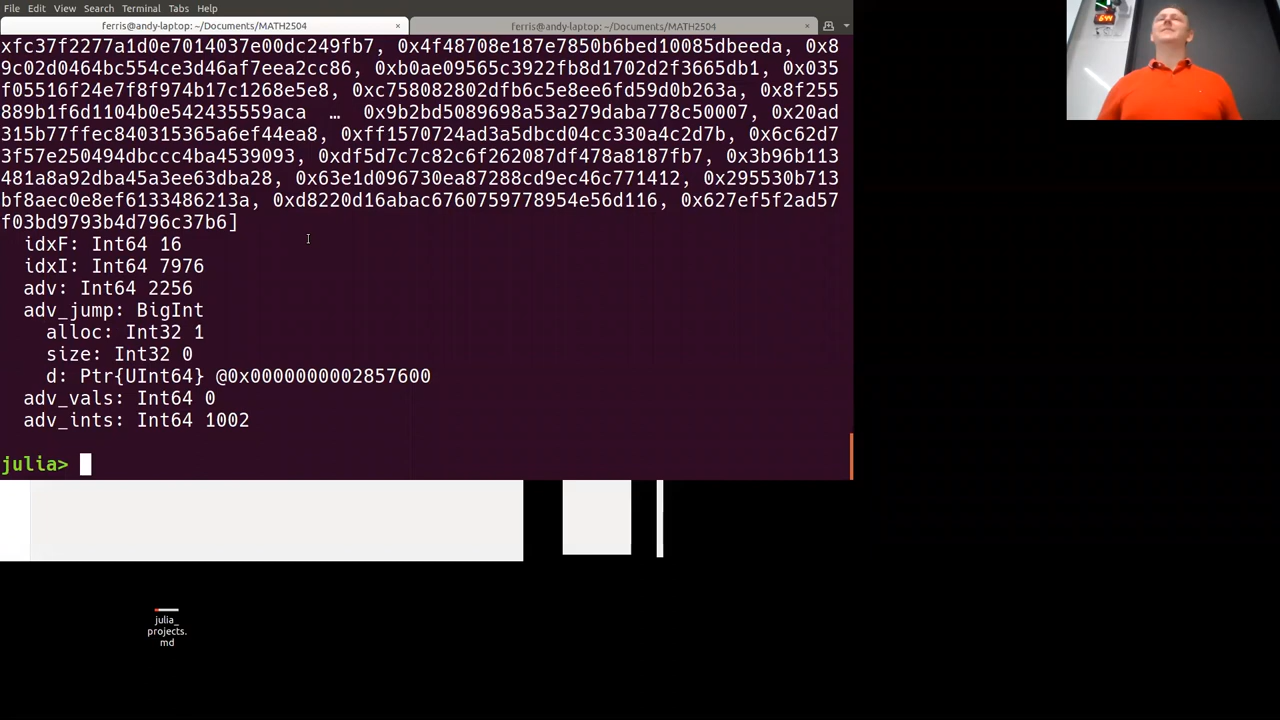 File Edit View Search Terminal Tabs Help
ferris@andy-laptop: ~/Documents/MATH2504 × ferris@andy-laptop: ~/Documents/MATH2504 ×
xfc37f2277a1d0e7014037e00dc249fb7, 0x4f48708e187e7850b6bed10085dbeeda, 0x8
9c02d0464bc554ce3d46af7eea2cc86, 0xb0ae09565c3922fb8d1702d2f3665db1, 0x035
f05516f24e7f8f974b17c1268e5e8, 0xc758082802dfb6c5e8ee6fd59d0b263a, 0x8f255
889b1f6d1104b0e542435559aca … 0x9b2bd5089698a53a279daba778c50007, 0x20ad
315b77ffec840315365a6ef44ea8, 0xff1570724ad3a5dbcd04cc330a4c2d7b, 0x6c62d7
3f57e250494dbccc4ba4539093, 0xdf5d7c7c82c6f262087df478a8187fb7, 0x3b96b113
481a8a92dba45a3ee63dba28, 0x63e1d096730ea87288cd9ec46c771412, 0x295530b713
bf8aec0e8ef6133486213a, 0xd8220d16abac6760759778954e56d116, 0x627ef5f2ad57
f03bd9793b4d796c37b6]
idxF: Int64 16
idxI: Int64 7976
adv: Int64 2256
adv_jump: BigInt
alloc: Int32 1
size: Int32 0
d: Ptr{UInt64} @0x0000000002857600
adv_vals: Int64 0
adv_ints: Int64 1002
julia>
julia_
projects.
md